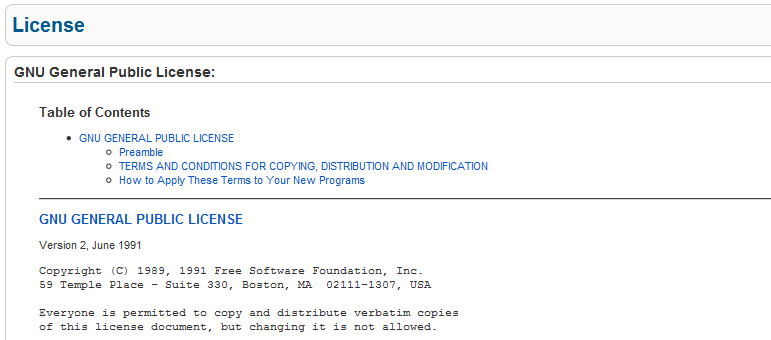 License
GNU General Public License:
Table of Contents
GNU GENERAL PUBLIC LICENSE
Preamble
TERMS AND CONDITIONS FOR COPYING, DISTRIBUTION AND MODIFICATION
How to Apply These Terms to Your New Programs
GNU GENERAL PUBLIC LICENSE
Version 2, June 1991
Copyright (C) 1989, 1991 Free Software Foundation, Inc.
59 Temple Place - Suite 330, Boston, MA  02111-1307, USA
Everyone is permitted to copy and distribute verbatim copies
of this license document, but changing it is not allowed.